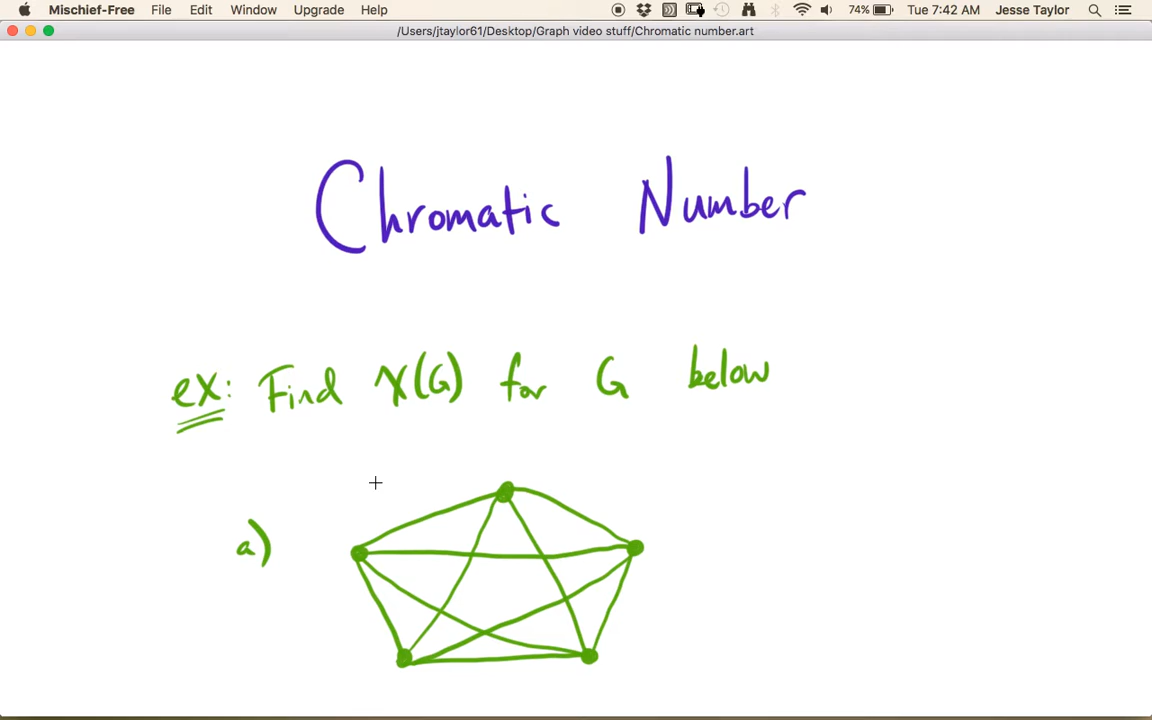 Mischief-Free File Edit Window Upgrade Help 74% Tue 7:42 AM Jesse Taylor
/Users/jtaylor61/Desktop/Graph video stuff/Chromatic number.art
Chromatic Number
ex: Find χ(G) for G below
a)